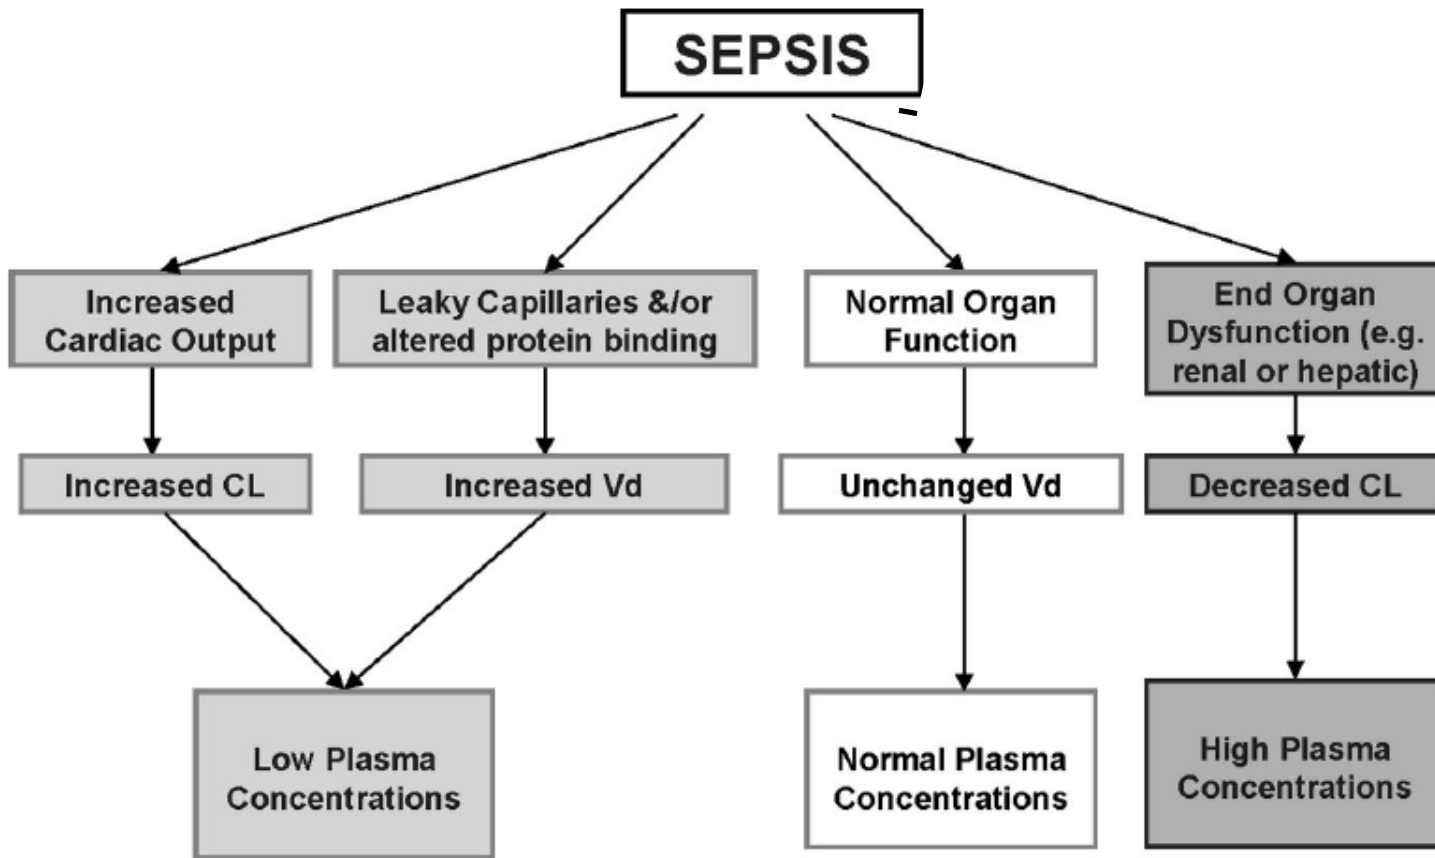 SEPSIS
Increased
Cardiac Output
Leaky Capillaries &/or
altered protein binding
Normal Organ
Function
End Organ
Dysfunction (e.g.
renal or hepatic)
Increased CL
Increased Vd
Unchanged Vd
Decreased CL
Low Plasma
Concentrations
Normal Plasma
Concentrations
High Plasma
Concentrations